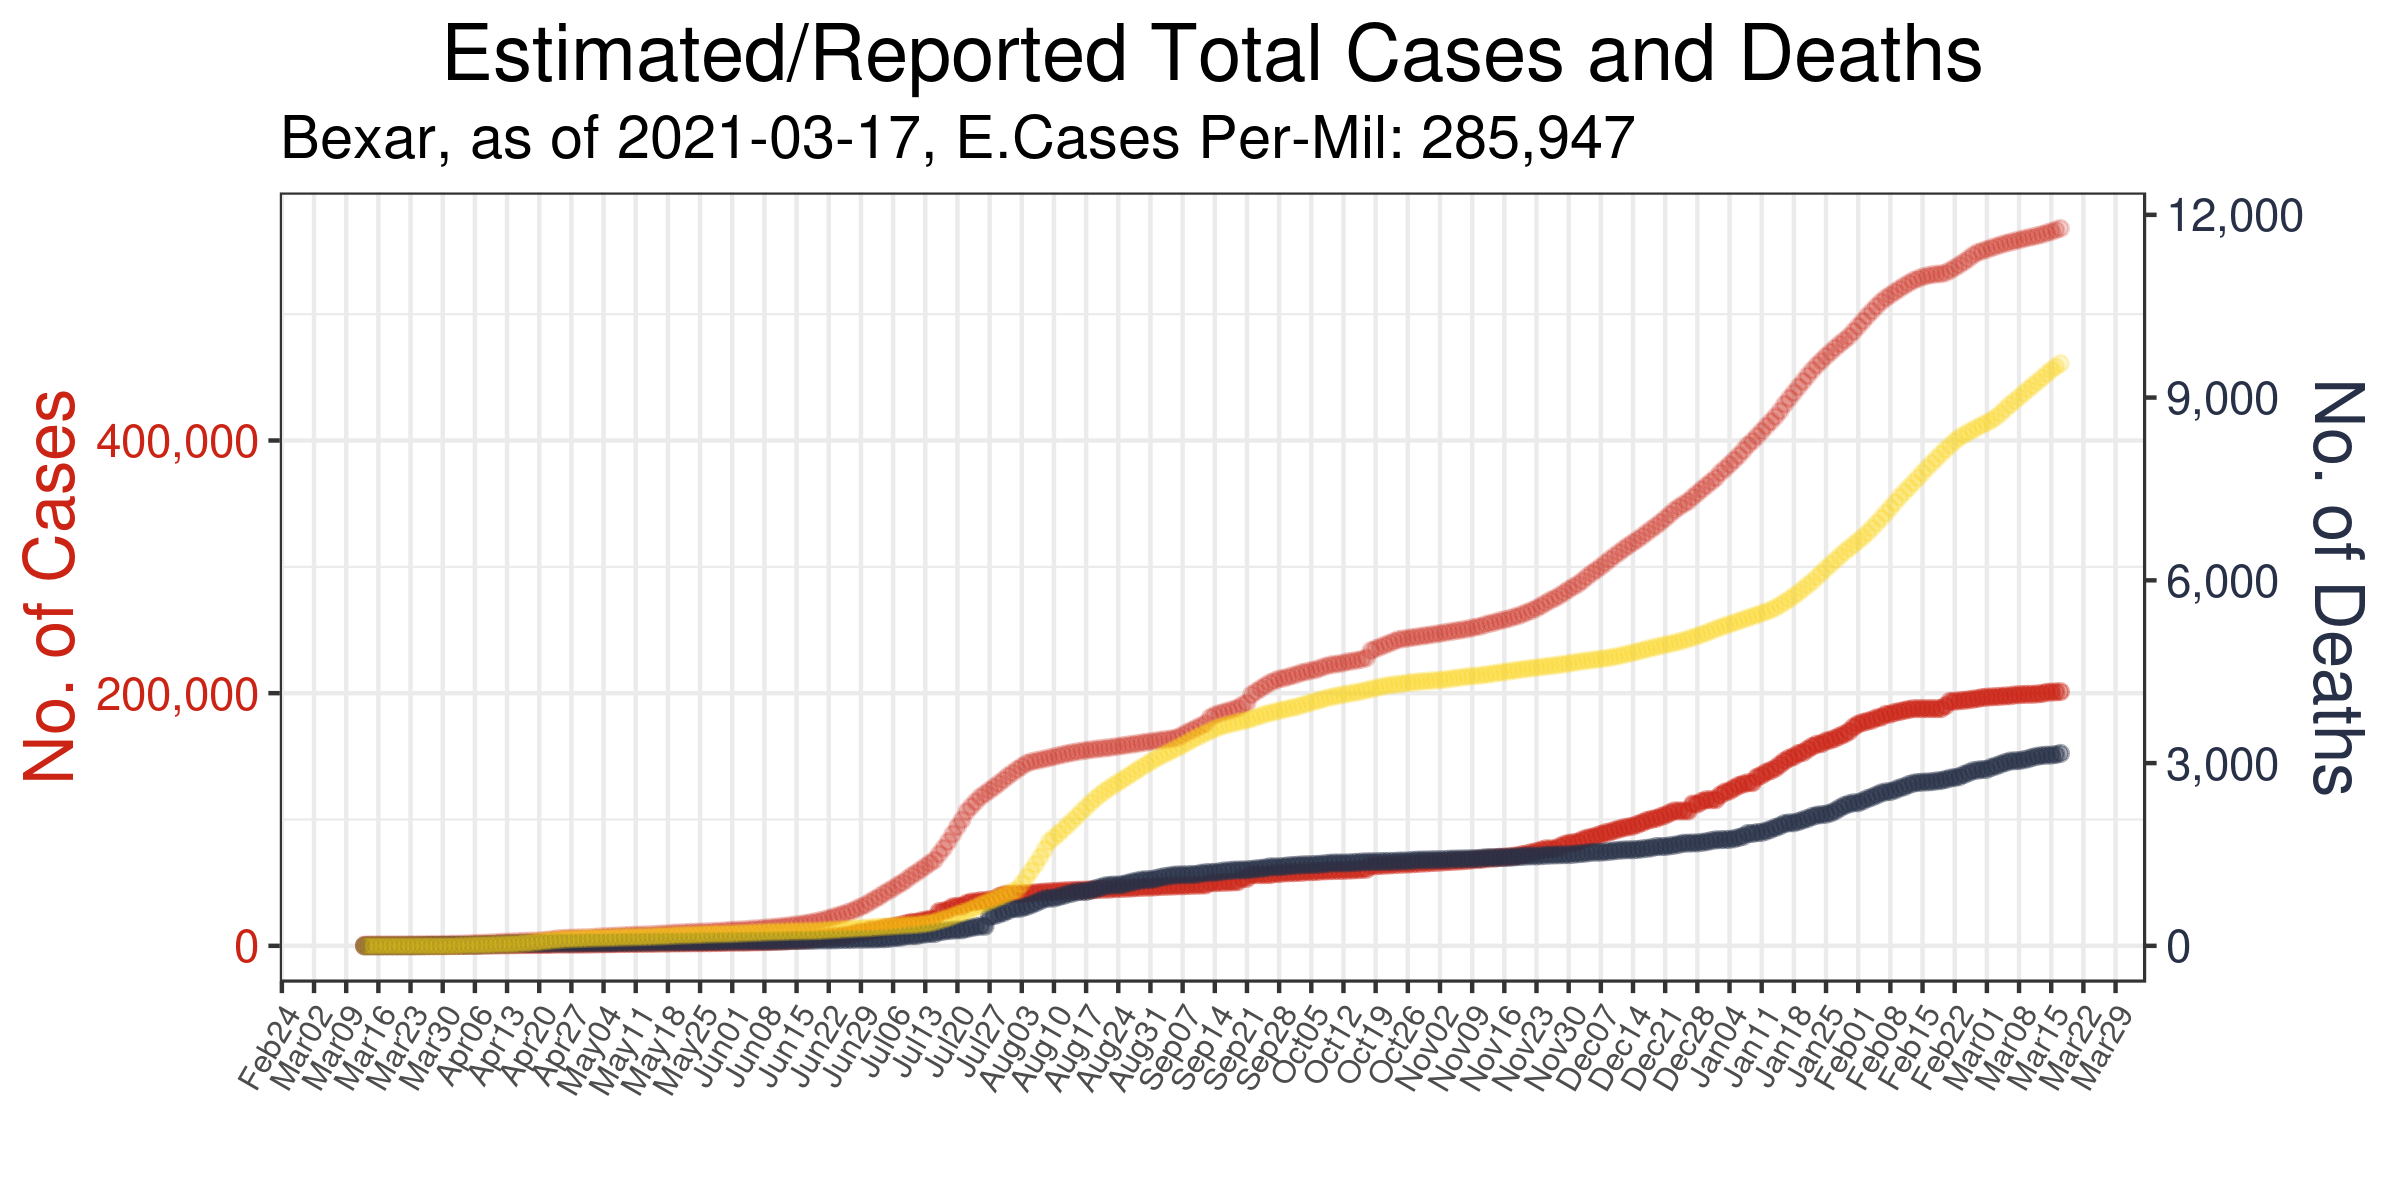 Estimated/Reported Total Cases and Deaths
Bexar, as of 2021-03-17, E.Cases Per-Mil: 285,947
No. of Cases
400,000
200,000
0
12,000
9,000
6,000
3,000
0
No. of Deaths
Feb24 Mar02 Mar09 Mar16 Mar23 Mar30 Apr06 Apr13 Apr20 Apr27 May04 May11 May18 May25 Jun01 Jun08 Jun15 Jun22 Jun29 Jul06 Jul13 Jul20 Jul27 Aug03 Aug10 Aug17 Aug24 Aug31 Sep07 Sep14 Sep21 Sep28 Oct05 Oct12 Oct19 Oct26 Nov02 Nov09 Nov16 Nov23 Nov30 Dec07 Dec14 Dec21 Dec28 Jan04 Jan11 Jan18 Jan25 Feb01 Feb08 Feb15 Feb22 Mar01 Mar08 Mar15 Mar22 Mar29